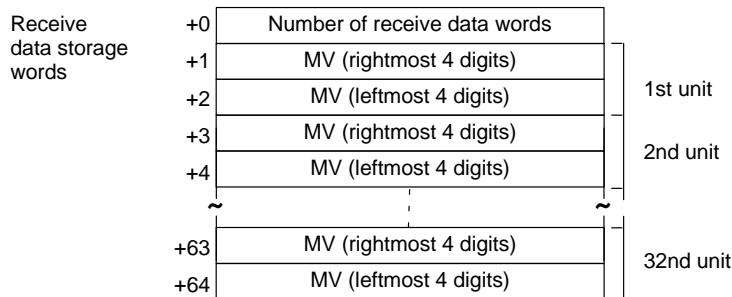 Receive
data storage
words
+0 Number of receive data words
+1 MV (rightmost 4 digits)
+2 MV (leftmost 4 digits)
1st unit
+3 MV (rightmost 4 digits)
+4 MV (leftmost 4 digits)
2nd unit
~ ~
+63 MV (rightmost 4 digits)
+64 MV (leftmost 4 digits)
32nd unit